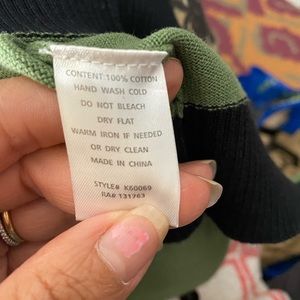 CONTENT 100% COTTON
HAND WASH COLD
DO NOT BLEACH
DRY FLAT
WARM IRON IF NEEDED
OR DRY CLEAN
MADE IN CHINA
STYLE# K60069
RA# 131763